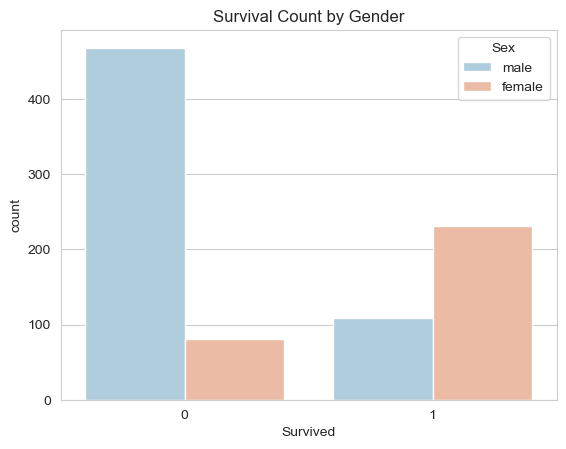 Survival Count by Gender
Sex
male
female
400
300
200
100
0
count
0 1
Survived